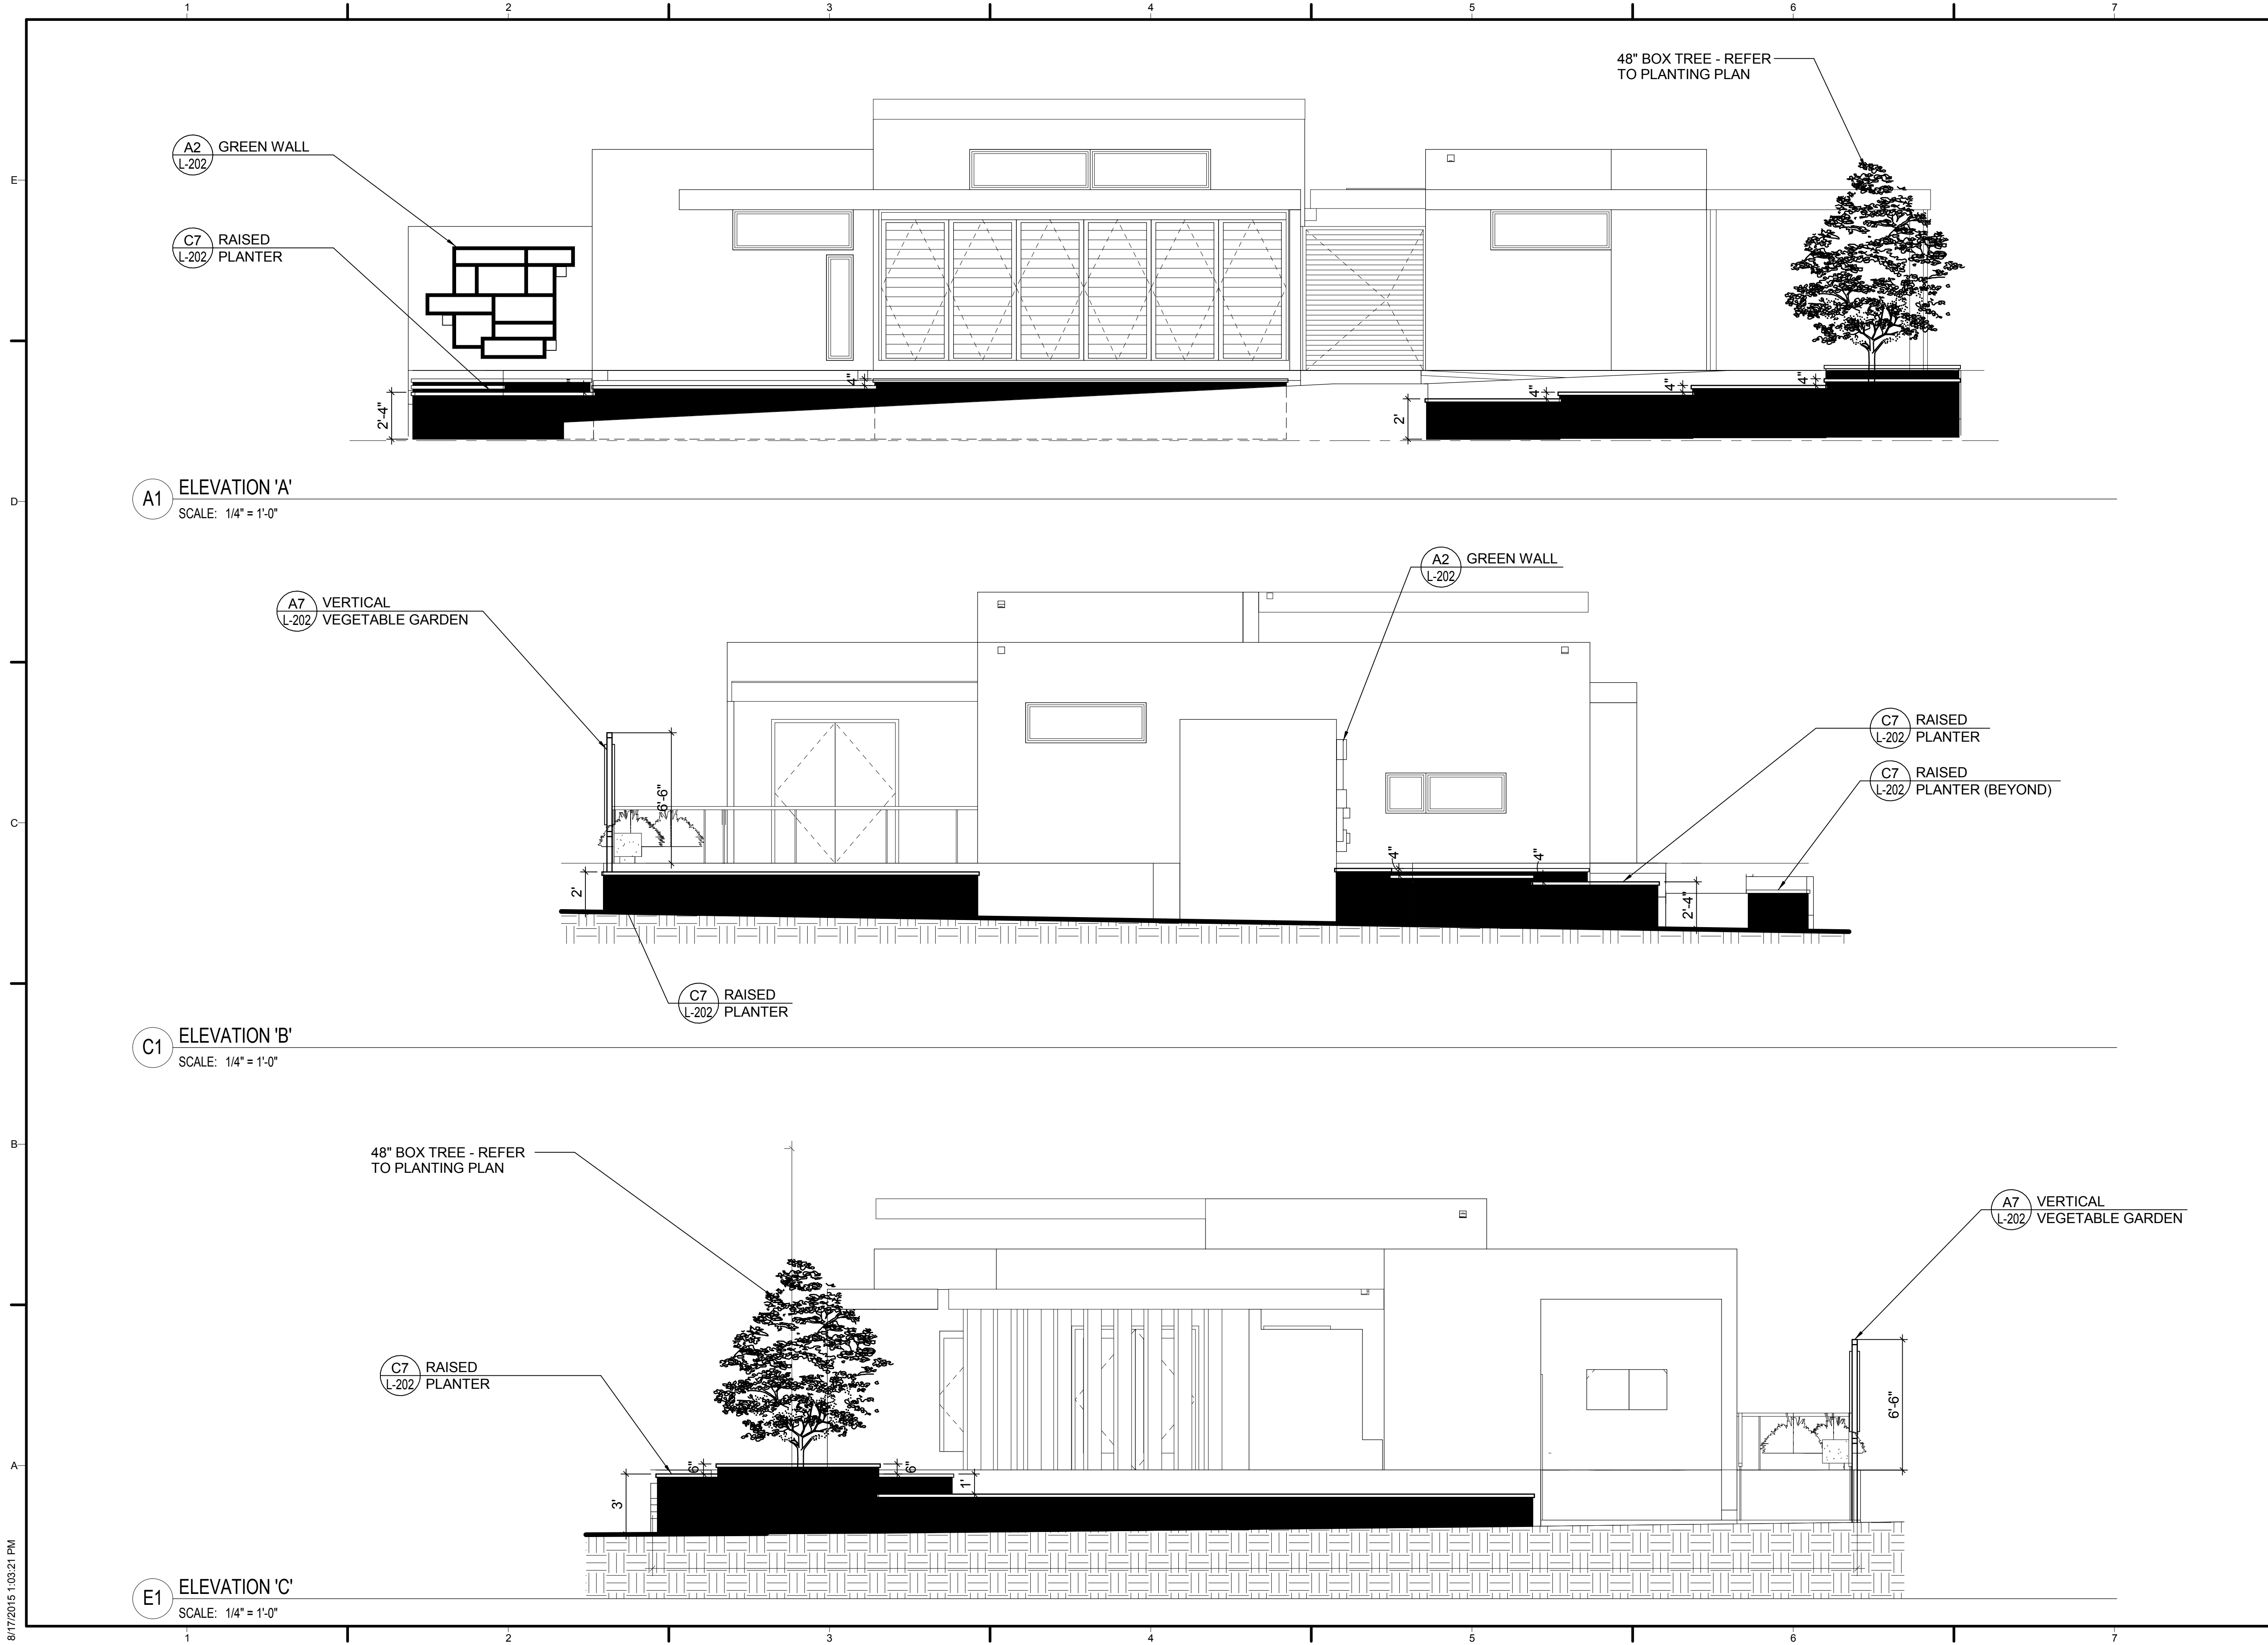 1 2 3 4 5 6 7
48" BOX TREE - REFER
TO PLANTING PLAN
A2
L-202
GREEN WALL
C7
L-202
RAISED
PLANTER
E
4"
4"
4"
4"
2'-4"
2'
D
A1
ELEVATION 'A'
SCALE: 1/4" = 1'-0"
A2
L-202
GREEN WALL
A7
L-202
VERTICAL
VEGETABLE GARDEN
C7
L-202
RAISED
PLANTER
C7
L-202
RAISED
PLANTER (BEYOND)
6'-6"
C
4"
4"
2'
2'-4"
C7
L-202
RAISED
PLANTER
C1
ELEVATION 'B'
SCALE: 1/4" = 1'-0"
B
48" BOX TREE - REFER
TO PLANTING PLAN
A7
L-202
VERTICAL
VEGETABLE GARDEN
C7
L-202
RAISED
PLANTER
6'-6"
A
6"
6"
1'
3'
E1
ELEVATION 'C'
SCALE: 1/4" = 1'-0"
8/17/2015 1:03:21 PM
1 2 3 4 5 6 7